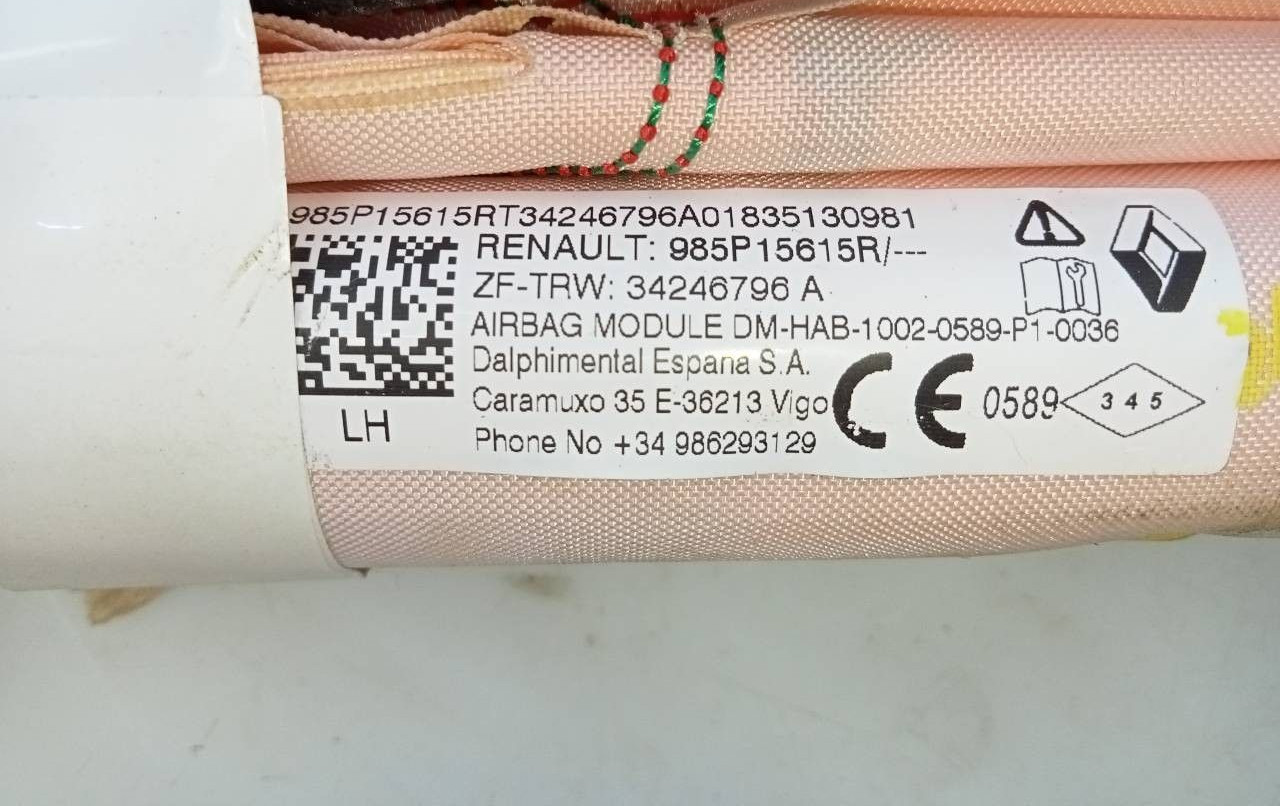 985P15615RT34246796A01835130981
RENAULT: 985P15615R/---
ZF-TRW: 34246796 A
AIRBAG MODULE DM-HAB-1002-0589-P1-0036
Dalphimental Espana S.A.
Caramuxo 35 E-36213 Vigo
CE 0589
345
LH
Phone No +34 986293129